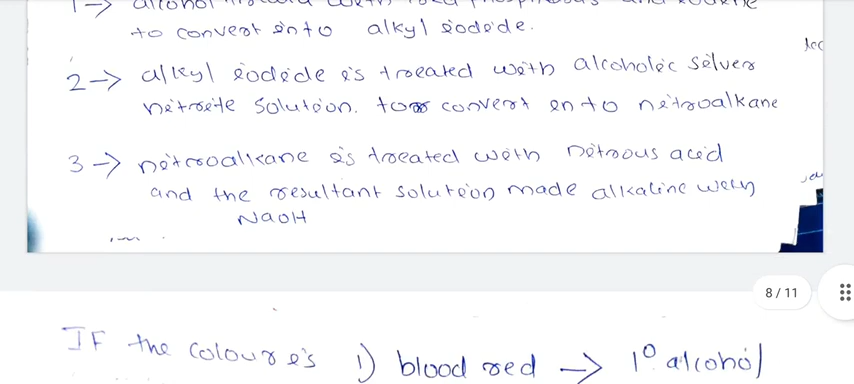 to convert into alkyl iodide.
2 → alkyl iodide is treated with alcoholic silver
nitrite solution. to convert into nitroalkane
3 → nitroalkane is treated with nitrous acid
and the resultant solution made alkaline with
NaOH
8 / 11
IF the colour is 1) blood red → 1° alcohol